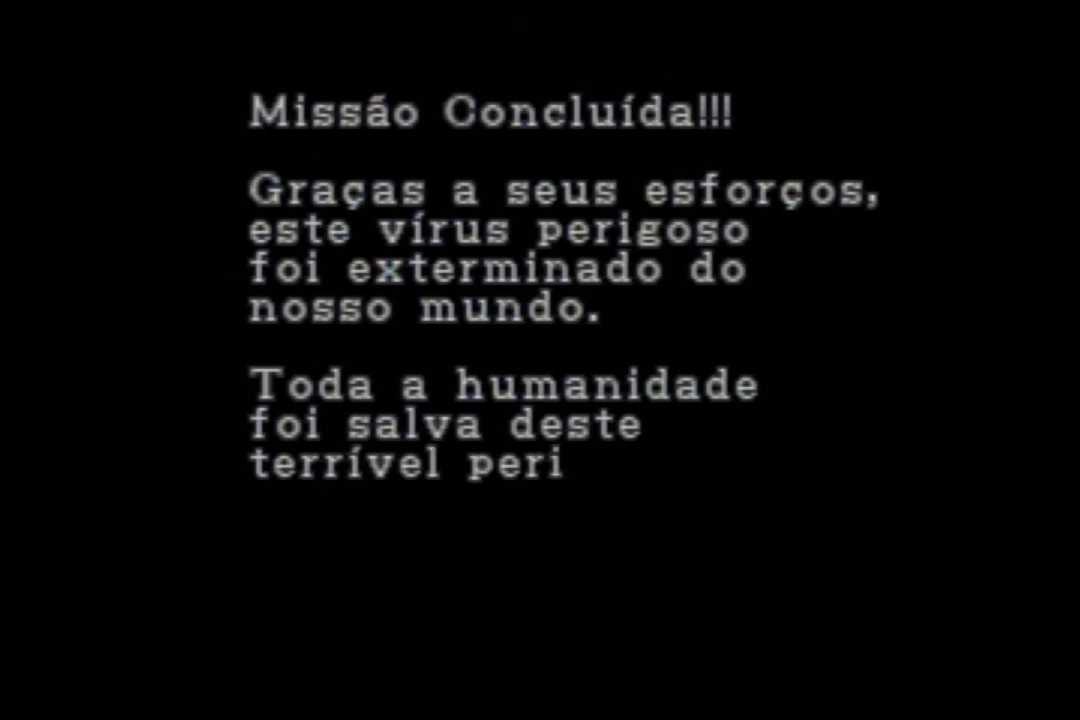 Missão Concluída!!!
Graças a seus esforços,
este vírus perigoso
foi exterminado do
nosso mundo.
Toda a humanidade
foi salva deste
terrível peri